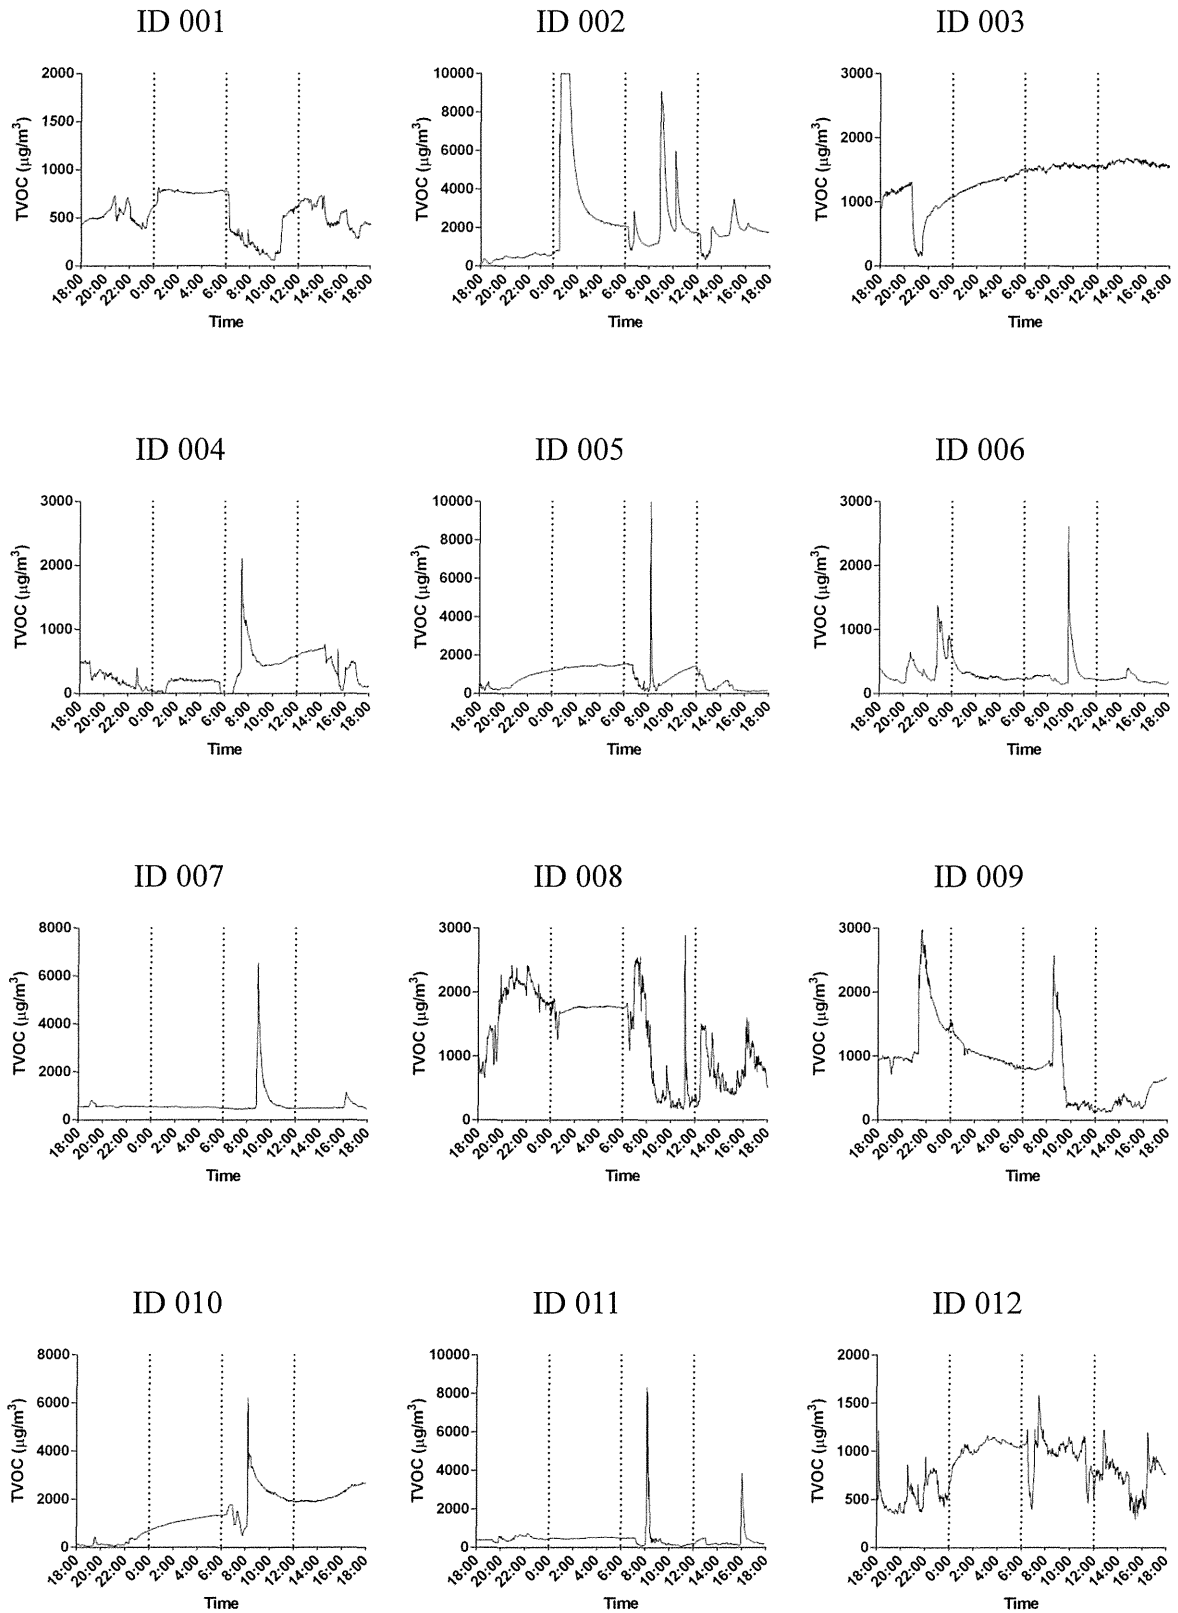 ID 001 ID 002 ID 003
TVOC (µg/m³) 2000 1500 1000 500 0
18:00 20:00 22:00 0:00 2:00 4:00 6:00 8:00 10:00 12:00 14:00 16:00 18:00
Time
TVOC (µg/m³) 10000 8000 6000 4000 2000 0
18:00 20:00 22:00 0:00 2:00 4:00 6:00 8:00 10:00 12:00 14:00 16:00 18:00
Time
TVOC (µg/m³) 3000 2000 1000 0
18:00 20:00 22:00 0:00 2:00 4:00 6:00 8:00 10:00 12:00 14:00 16:00 18:00
Time
ID 004 ID 005 ID 006
TVOC (µg/m³) 3000 2000 1000 0
18:00 20:00 22:00 0:00 2:00 4:00 6:00 8:00 10:00 12:00 14:00 16:00 18:00
Time
TVOC (µg/m³) 10000 8000 6000 4000 2000 0
18:00 20:00 22:00 0:00 2:00 4:00 6:00 8:00 10:00 12:00 14:00 16:00 18:00
Time
TVOC (µg/m³) 3000 2000 1000 0
18:00 20:00 22:00 0:00 2:00 4:00 6:00 8:00 10:00 12:00 14:00 16:00 18:00
Time
ID 007 ID 008 ID 009
TVOC (µg/m³) 8000 6000 4000 2000 0
18:00 20:00 22:00 0:00 2:00 4:00 6:00 8:00 10:00 12:00 14:00 16:00 18:00
Time
TVOC (µg/m³) 3000 2000 1000 0
18:00 20:00 22:00 0:00 2:00 4:00 6:00 8:00 10:00 12:00 14:00 16:00 18:00
Time
TVOC (µg/m³) 3000 2000 1000 0
18:00 20:00 22:00 0:00 2:00 4:00 6:00 8:00 10:00 12:00 14:00 16:00 18:00
Time
ID 010 ID 011 ID 012
TVOC (µg/m³) 8000 6000 4000 2000 0
18:00 20:00 22:00 0:00 2:00 4:00 6:00 8:00 10:00 12:00 14:00 16:00 18:00
Time
TVOC (µg/m³) 10000 8000 6000 4000 2000 0
18:00 20:00 22:00 0:00 2:00 4:00 6:00 8:00 10:00 12:00 14:00 16:00 18:00
Time
TVOC (µg/m³) 2000 1500 1000 500 0
18:00 20:00 22:00 0:00 2:00 4:00 6:00 8:00 10:00 12:00 14:00 16:00 18:00
Time